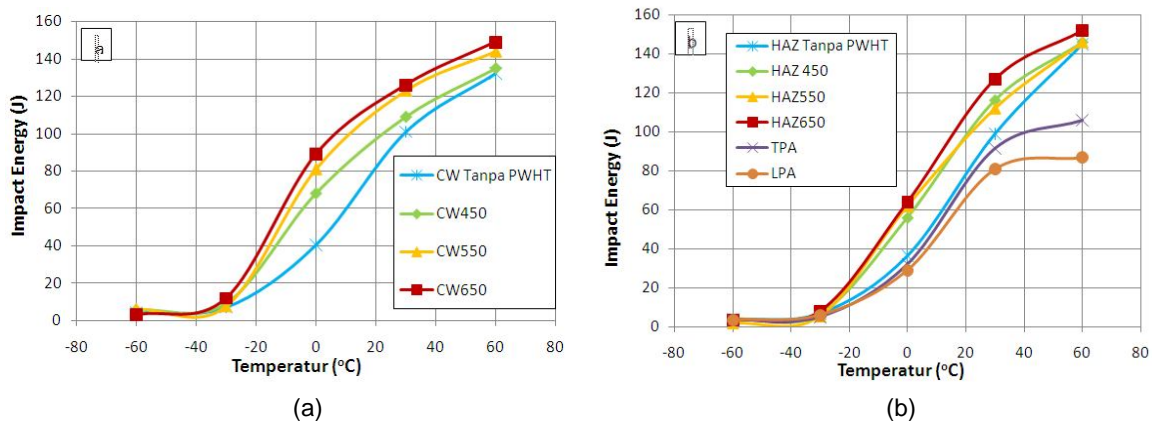 160
140
120
100
80
60
40
20
0
Impact Energy (J)
a
CW Tanpa PWHT
CW450
CW550
CW650
-80 -60 -40 -20 0 20 40 60 80
Temperatur (°C)
(a)
160
140
120
100
80
60
40
20
0
Impact Energy (J)
b
HAZ Tanpa PWHT
HAZ 450
HAZ550
HAZ650
TPA
LPA
-80 -60 -40 -20 0 20 40 60 80
Temperatur (°C)
(b)